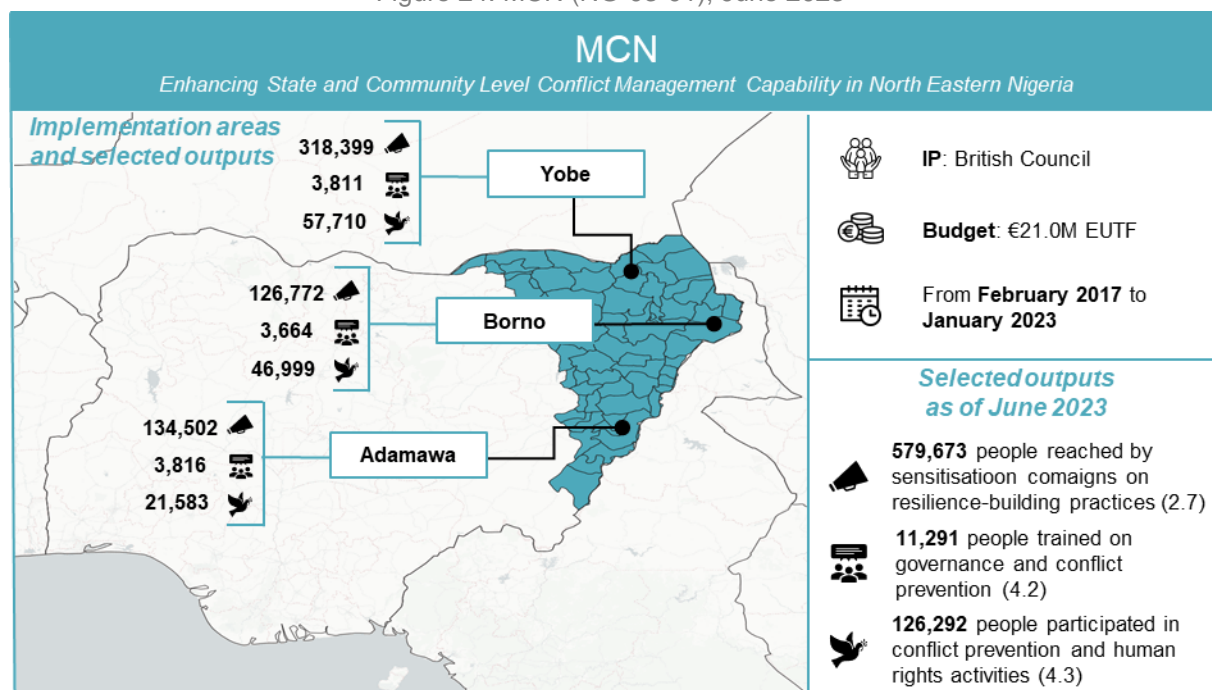 MCN
Enhancing State and Community Level Conflict Management Capability in North Eastern Nigeria
Implementation areas
and selected outputs
318,399
3,811
57,710
Yobe
126,772
3,664
46,999
Borno
134,502
3,816
21,583
Adamawa
IP: British Council
Budget: €21.0M EUTF
From February 2017 to
January 2023
Selected outputs
as of June 2023
579,673 people reached by
sensitisatioon comaigns on
resilience-building practices (2.7)
11,291 people trained on
governance and conflict
prevention (4.2)
126,292 people participated in
conflict prevention and human
rights activities (4.3)